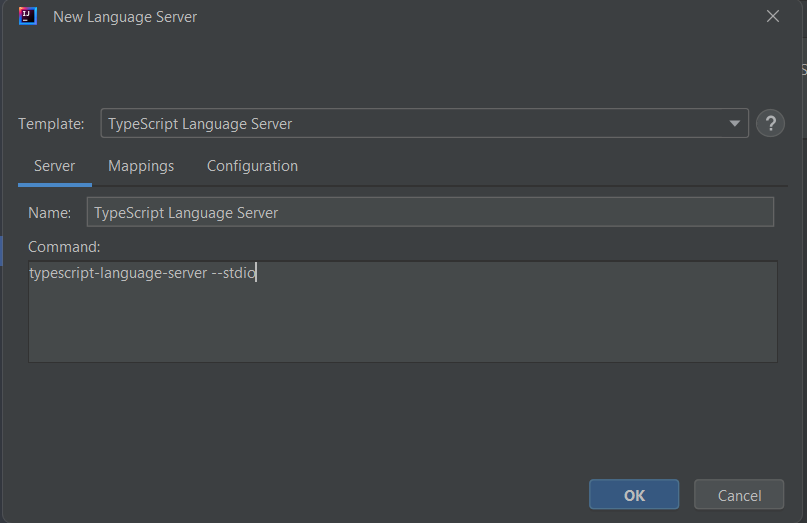 New Language Server
Template: TypeScript Language Server ?
Server Mappings Configuration
Name: TypeScript Language Server
Command:
typescript-language-server --stdio
OK Cancel